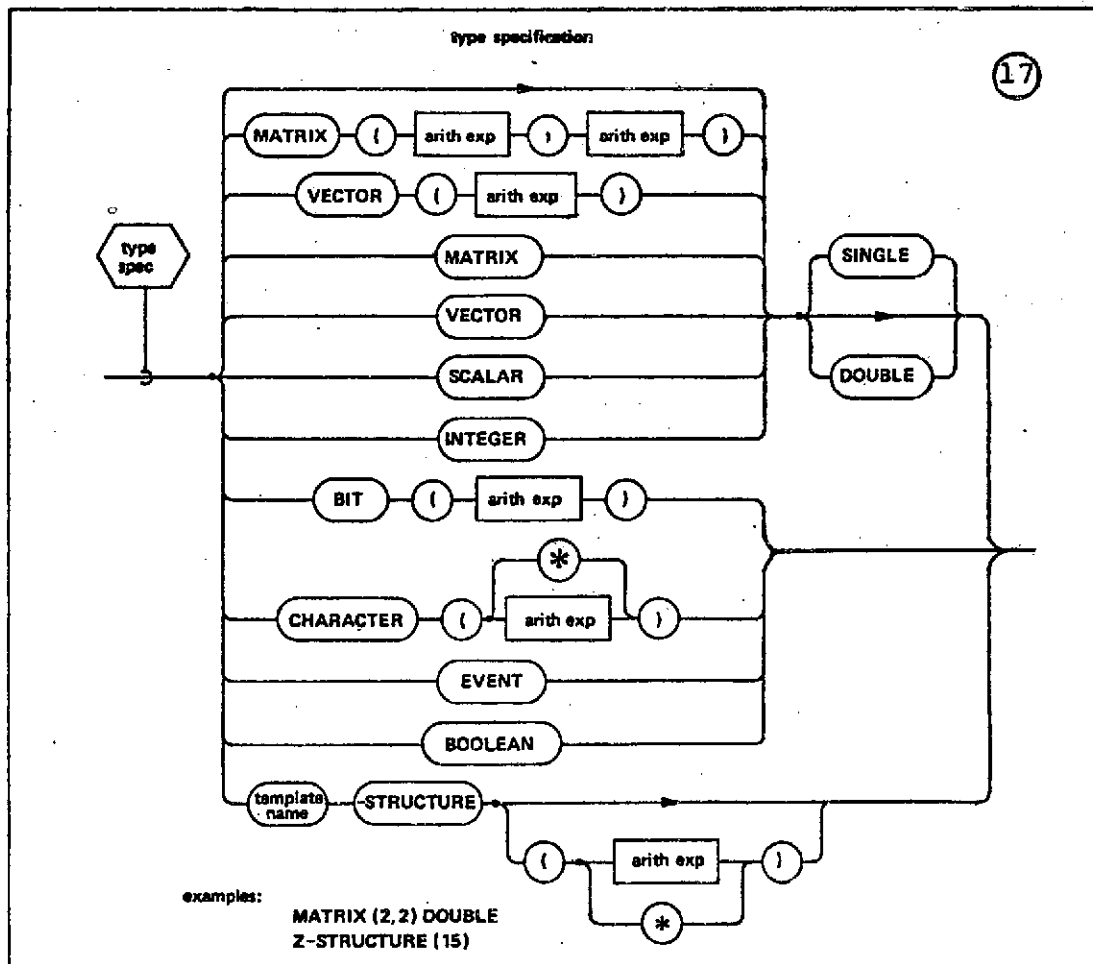 type specification
17
MATRIX ( arith exp , arith exp )
VECTOR ( arith exp )
type
spec
MATRIX
SINGLE
VECTOR
SCALAR
DOUBLE
INTEGER
BIT ( arith exp )
*
CHARACTER ( arith exp )
EVENT
BOOLEAN
template
name
-STRUCTURE
( arith exp )
*
examples:
MATRIX (2,2) DOUBLE
Z-STRUCTURE (15)